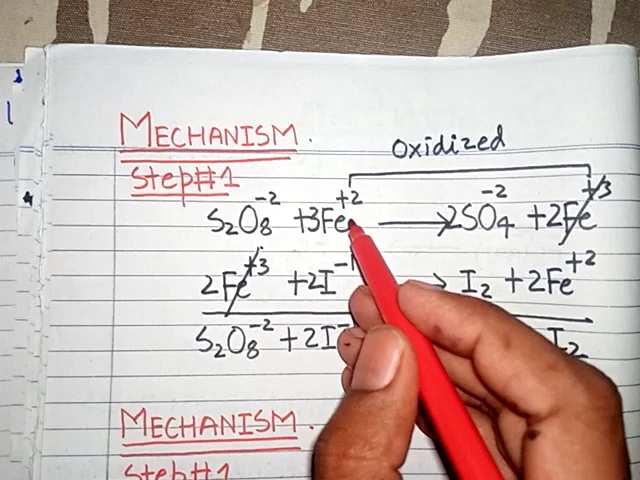 MECHANISM.
Oxidized
Step#1
S₂O₈⁻² +3Fe⁺² → 2SO₄⁻² +2Fe⁺³
2Fe⁺³ +2I⁻¹ → I₂ +2Fe⁺²
S₂O₈⁻² +2I⁻ I₂
MECHANISM.
Step#1